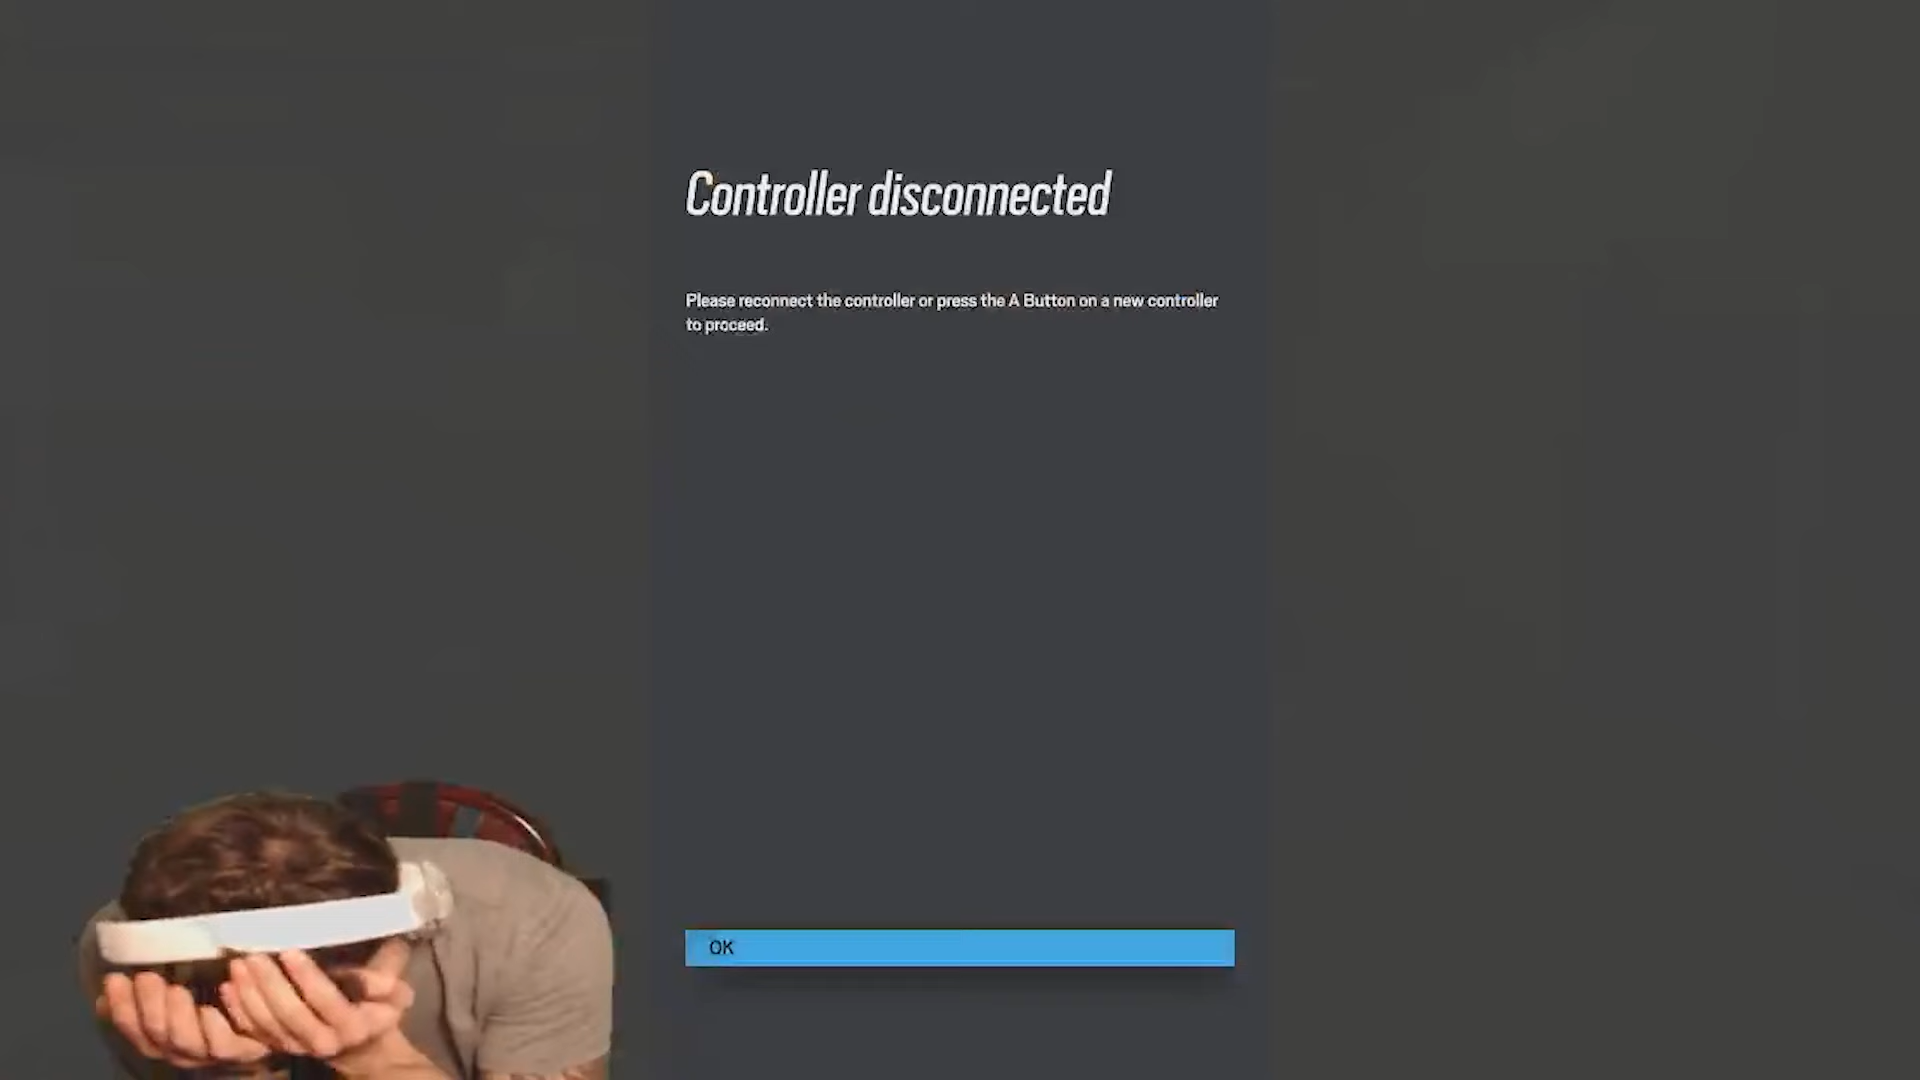 Controller disconnected
Please reconnect the controller or press the A Button on a new controller
to proceed.
OK